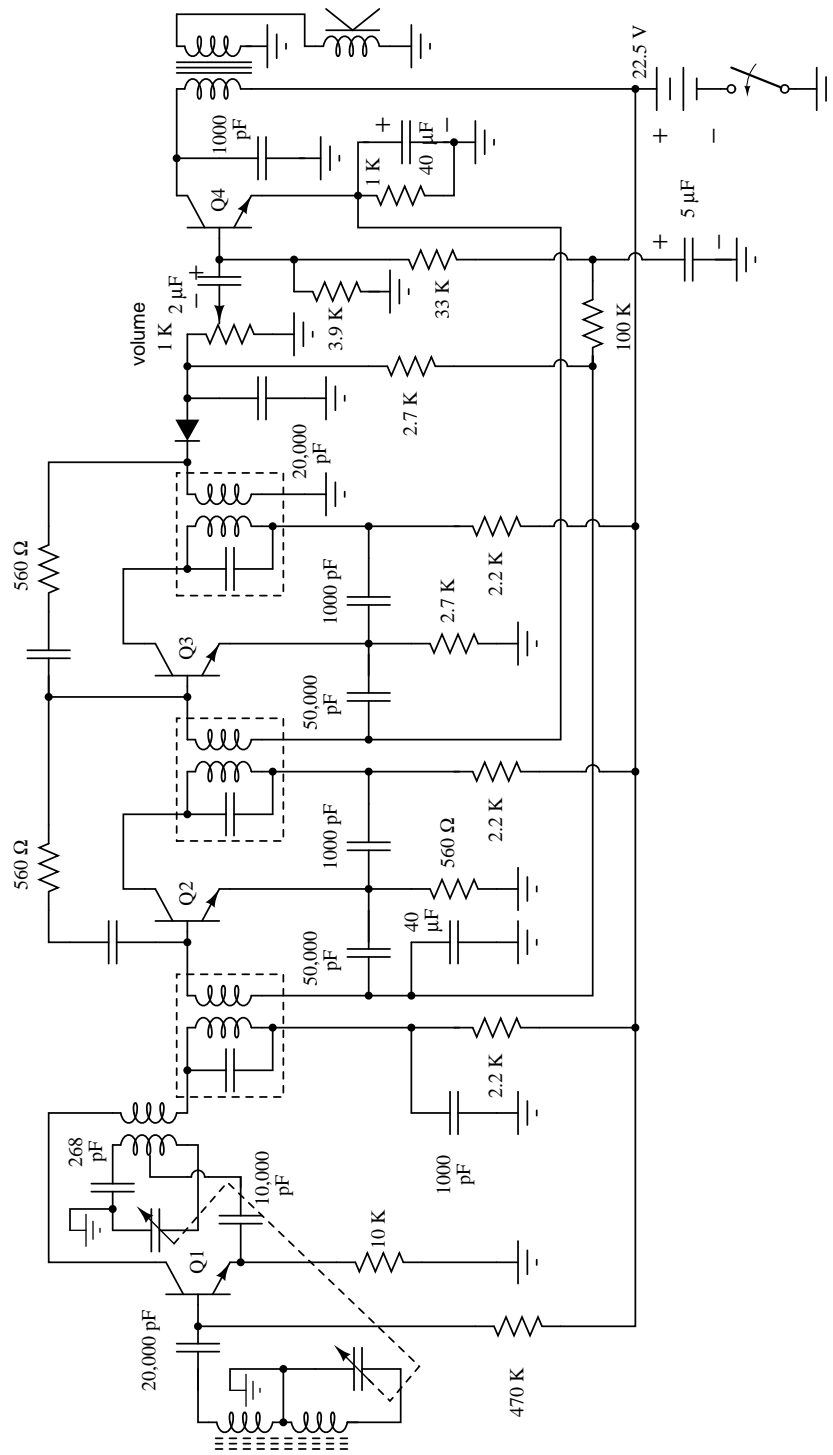 20,000 pF
470 K
268
pF
Q1
10,000
pF
10 K
1000
pF
2.2 K
560 Ω
Q2
50,000
pF
40
μF
560 Ω
1000 pF
2.2 K
560 Ω
Q3
50,000
pF
2.7 K
1000 pF
2.2 K
20,000
pF
volume
1 K
2 μF
+
−
3.9 K
2.7 K
33 K
100 K
Q4
1000
pF
1 K
40
μF
+
−
5 μF
+
−
22.5 V
+
−